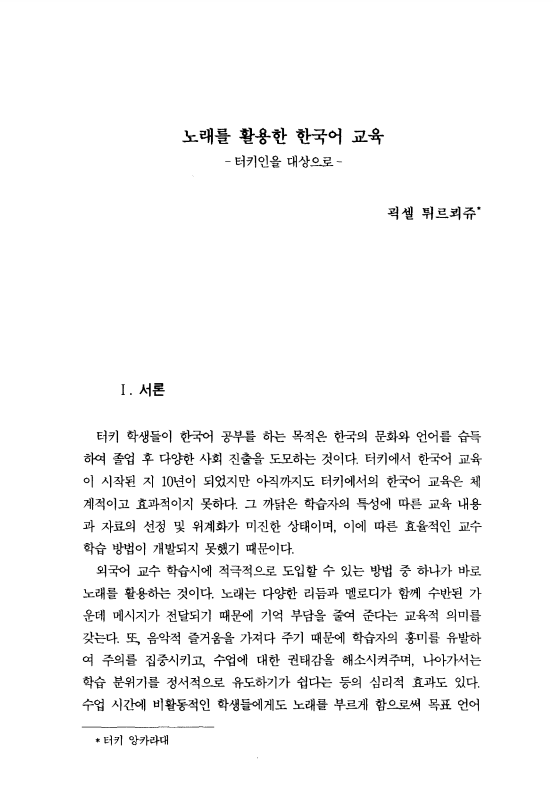 노래를 활용한 한국어 교육
- 터키인을 대상으로 -
괵셀 튀르쾨쥬*
I. 서론
터키 학생들이 한국어 공부를 하는 목적은 한국의 문화와 언어를 습득
하여 졸업 후 다양한 사회 진출을 도모하는 것이다. 터키에서 한국어 교육
이 시작된 지 10년이 되었지만 아직까지도 터키에서의 한국어 교육은 체
계적이고 효과적이지 못하다. 그 까닭은 학습자의 특성에 따른 교육 내용
과 자료의 선정 및 위계화가 미진한 상태이며, 이에 따른 효율적인 교수
학습 방법이 개발되지 못했기 때문이다.
외국어 교수 학습시에 적극적으로 도입할 수 있는 방법 중 하나가 바로
노래를 활용하는 것이다. 노래는 다양한 리듬과 멜로디가 함께 수반된 가
운데 메시지가 전달되기 때문에 기억 부담을 줄여 준다는 교육적 의미를
갖는다. 또, 음악적 즐거움을 가져다 주기 때문에 학습자의 흥미를 유발하
여 주의를 집중시키고, 수업에 대한 권태감을 해소시켜주며, 나아가서는
학습 분위기를 정서적으로 유도하기가 쉽다는 등의 심리적 효과도 있다.
수업 시간에 비활동적인 학생들에게도 노래를 부르게 함으로써 목표 언어
* 터키 앙카라대